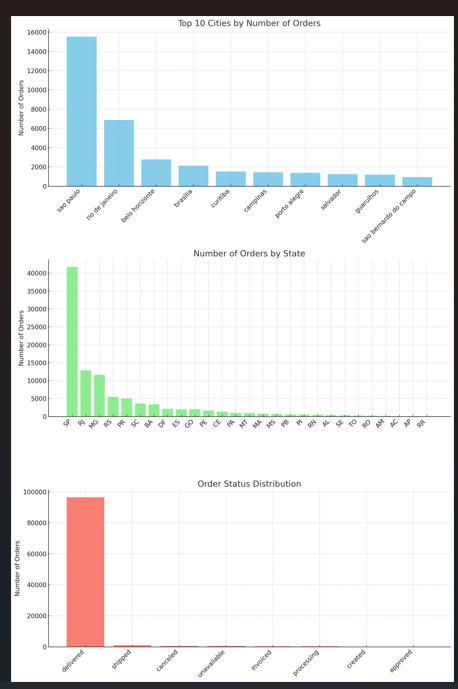 Top 10 Cities by Number of Orders
Number of Orders
16000
14000
12000
10000
8000
6000
4000
2000
0
sao paulo
rio de janeiro
belo horizonte
brasilia
curitiba
campinas
porto alegre
salvador
guarulhos
sao bernardo do campo
Number of Orders by State
Number of Orders
40000
35000
30000
25000
20000
15000
10000
5000
0
SP
RJ
MG
RS
PR
SC
BA
DF
ES
GO
PE
CE
PA
MT
MA
MS
PB
PI
RN
AL
SE
TO
RO
AM
AC
AP
RR
Order Status Distribution
Number of Orders
100000
80000
60000
40000
20000
0
delivered
shipped
canceled
unavailable
invoiced
processing
created
approved